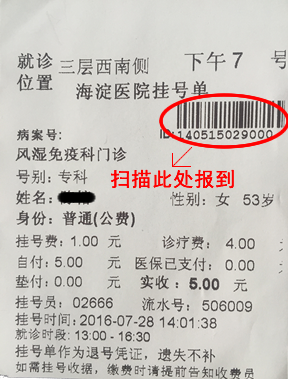 就诊 三层西南侧 下午7 号
位置
海淀医院挂号单
病案号:
ID:140515029000
风湿免疫科门诊
扫描此处报到
号别: 专科
姓名: 性别: 女 53岁
身份: 普通(公费)
挂号费: 1.00 元 诊疗费: 4.00
自付: 5.00 元 医保已支付: 0.00
垫付: 0.00 元 实收: 5.00 元
挂号员: 02666 流水号: 506009
挂号时间: 2016-07-28 14:01:38
就诊时段: 13:00 - 16:30
挂号单作为退号凭证，遗失不补
如需挂号收据，缴费时请提前告知收费员